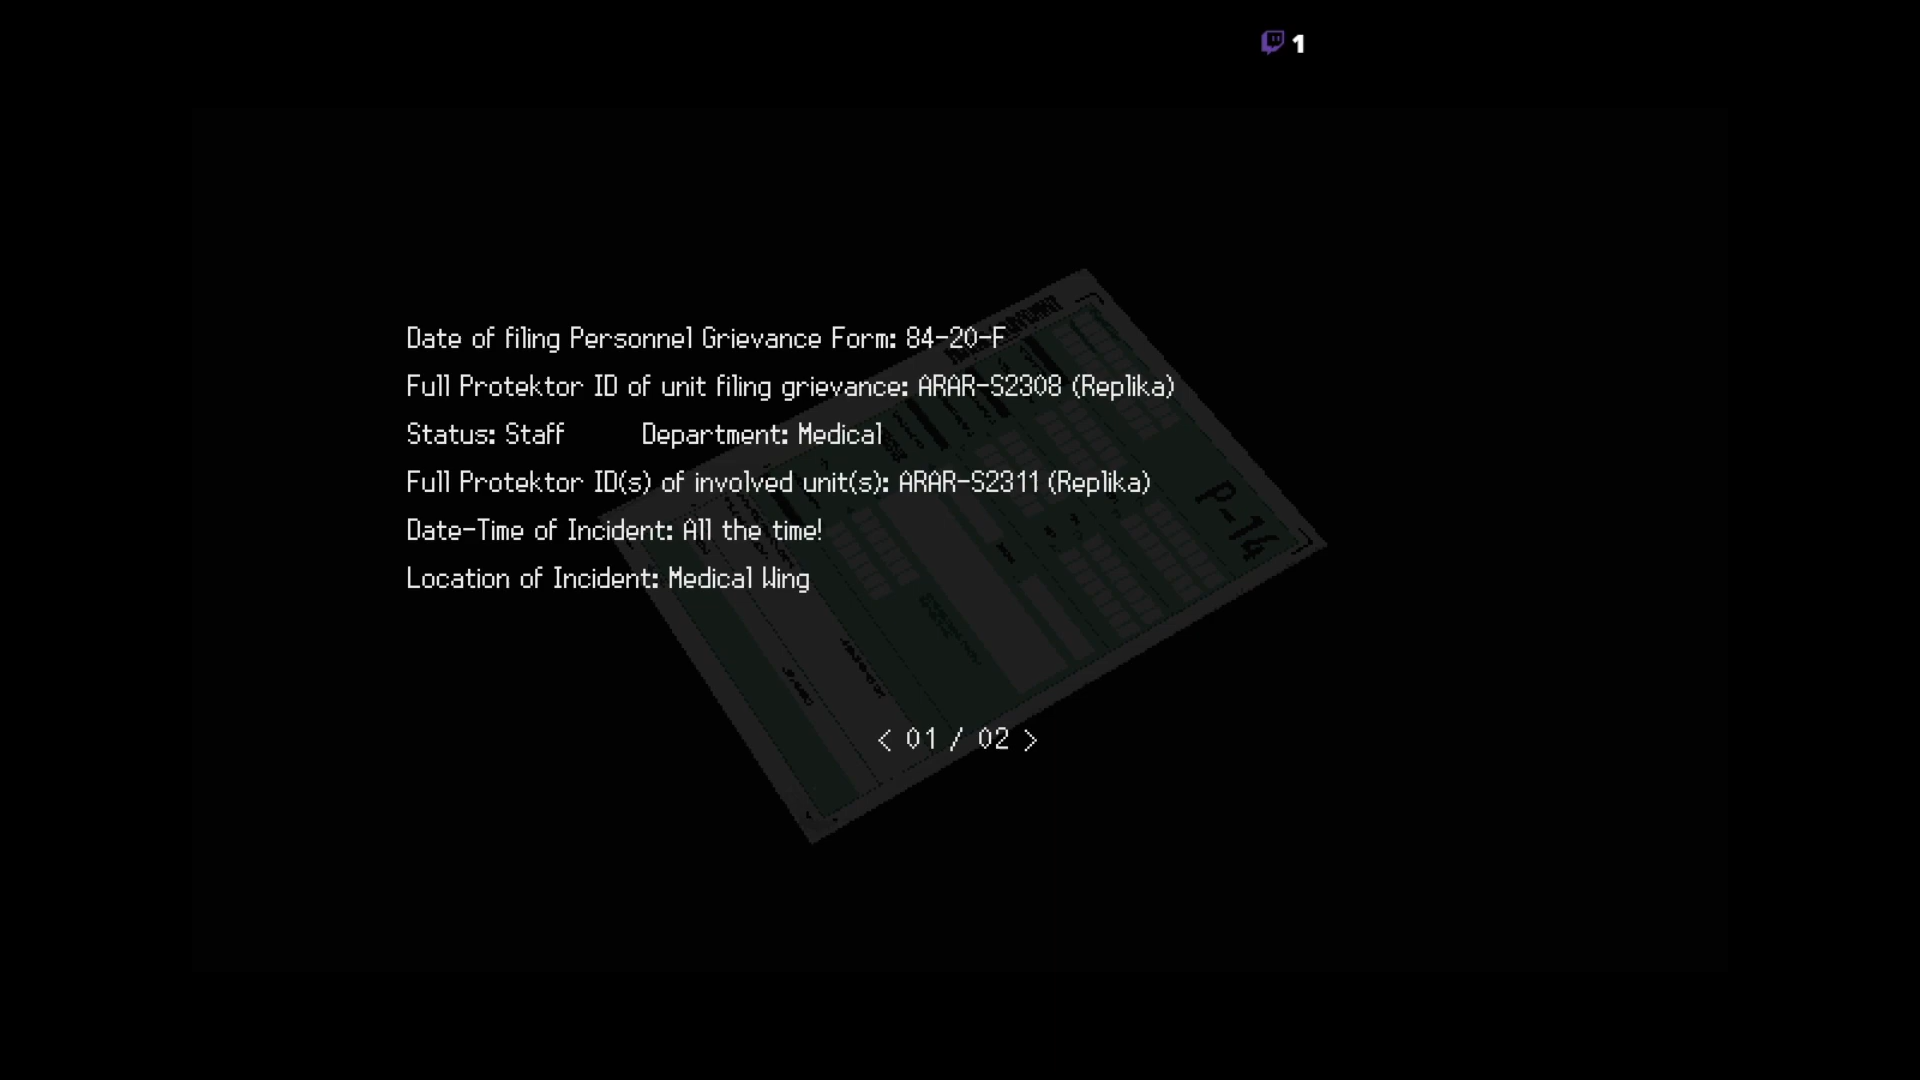 1
Date of filing Personnel Grievance Form: 84-20-F
Full Protektor ID of unit filing grievance: ARAR-S2308 (Replika)
Status: Staff Department: Medical
Full Protektor ID(s) of involved unit(s): ARAR-S2311 (Replika)
Date-Time of Incident: All the time!
Location of Incident: Medical Wing
P-14
< 01 / 02 >